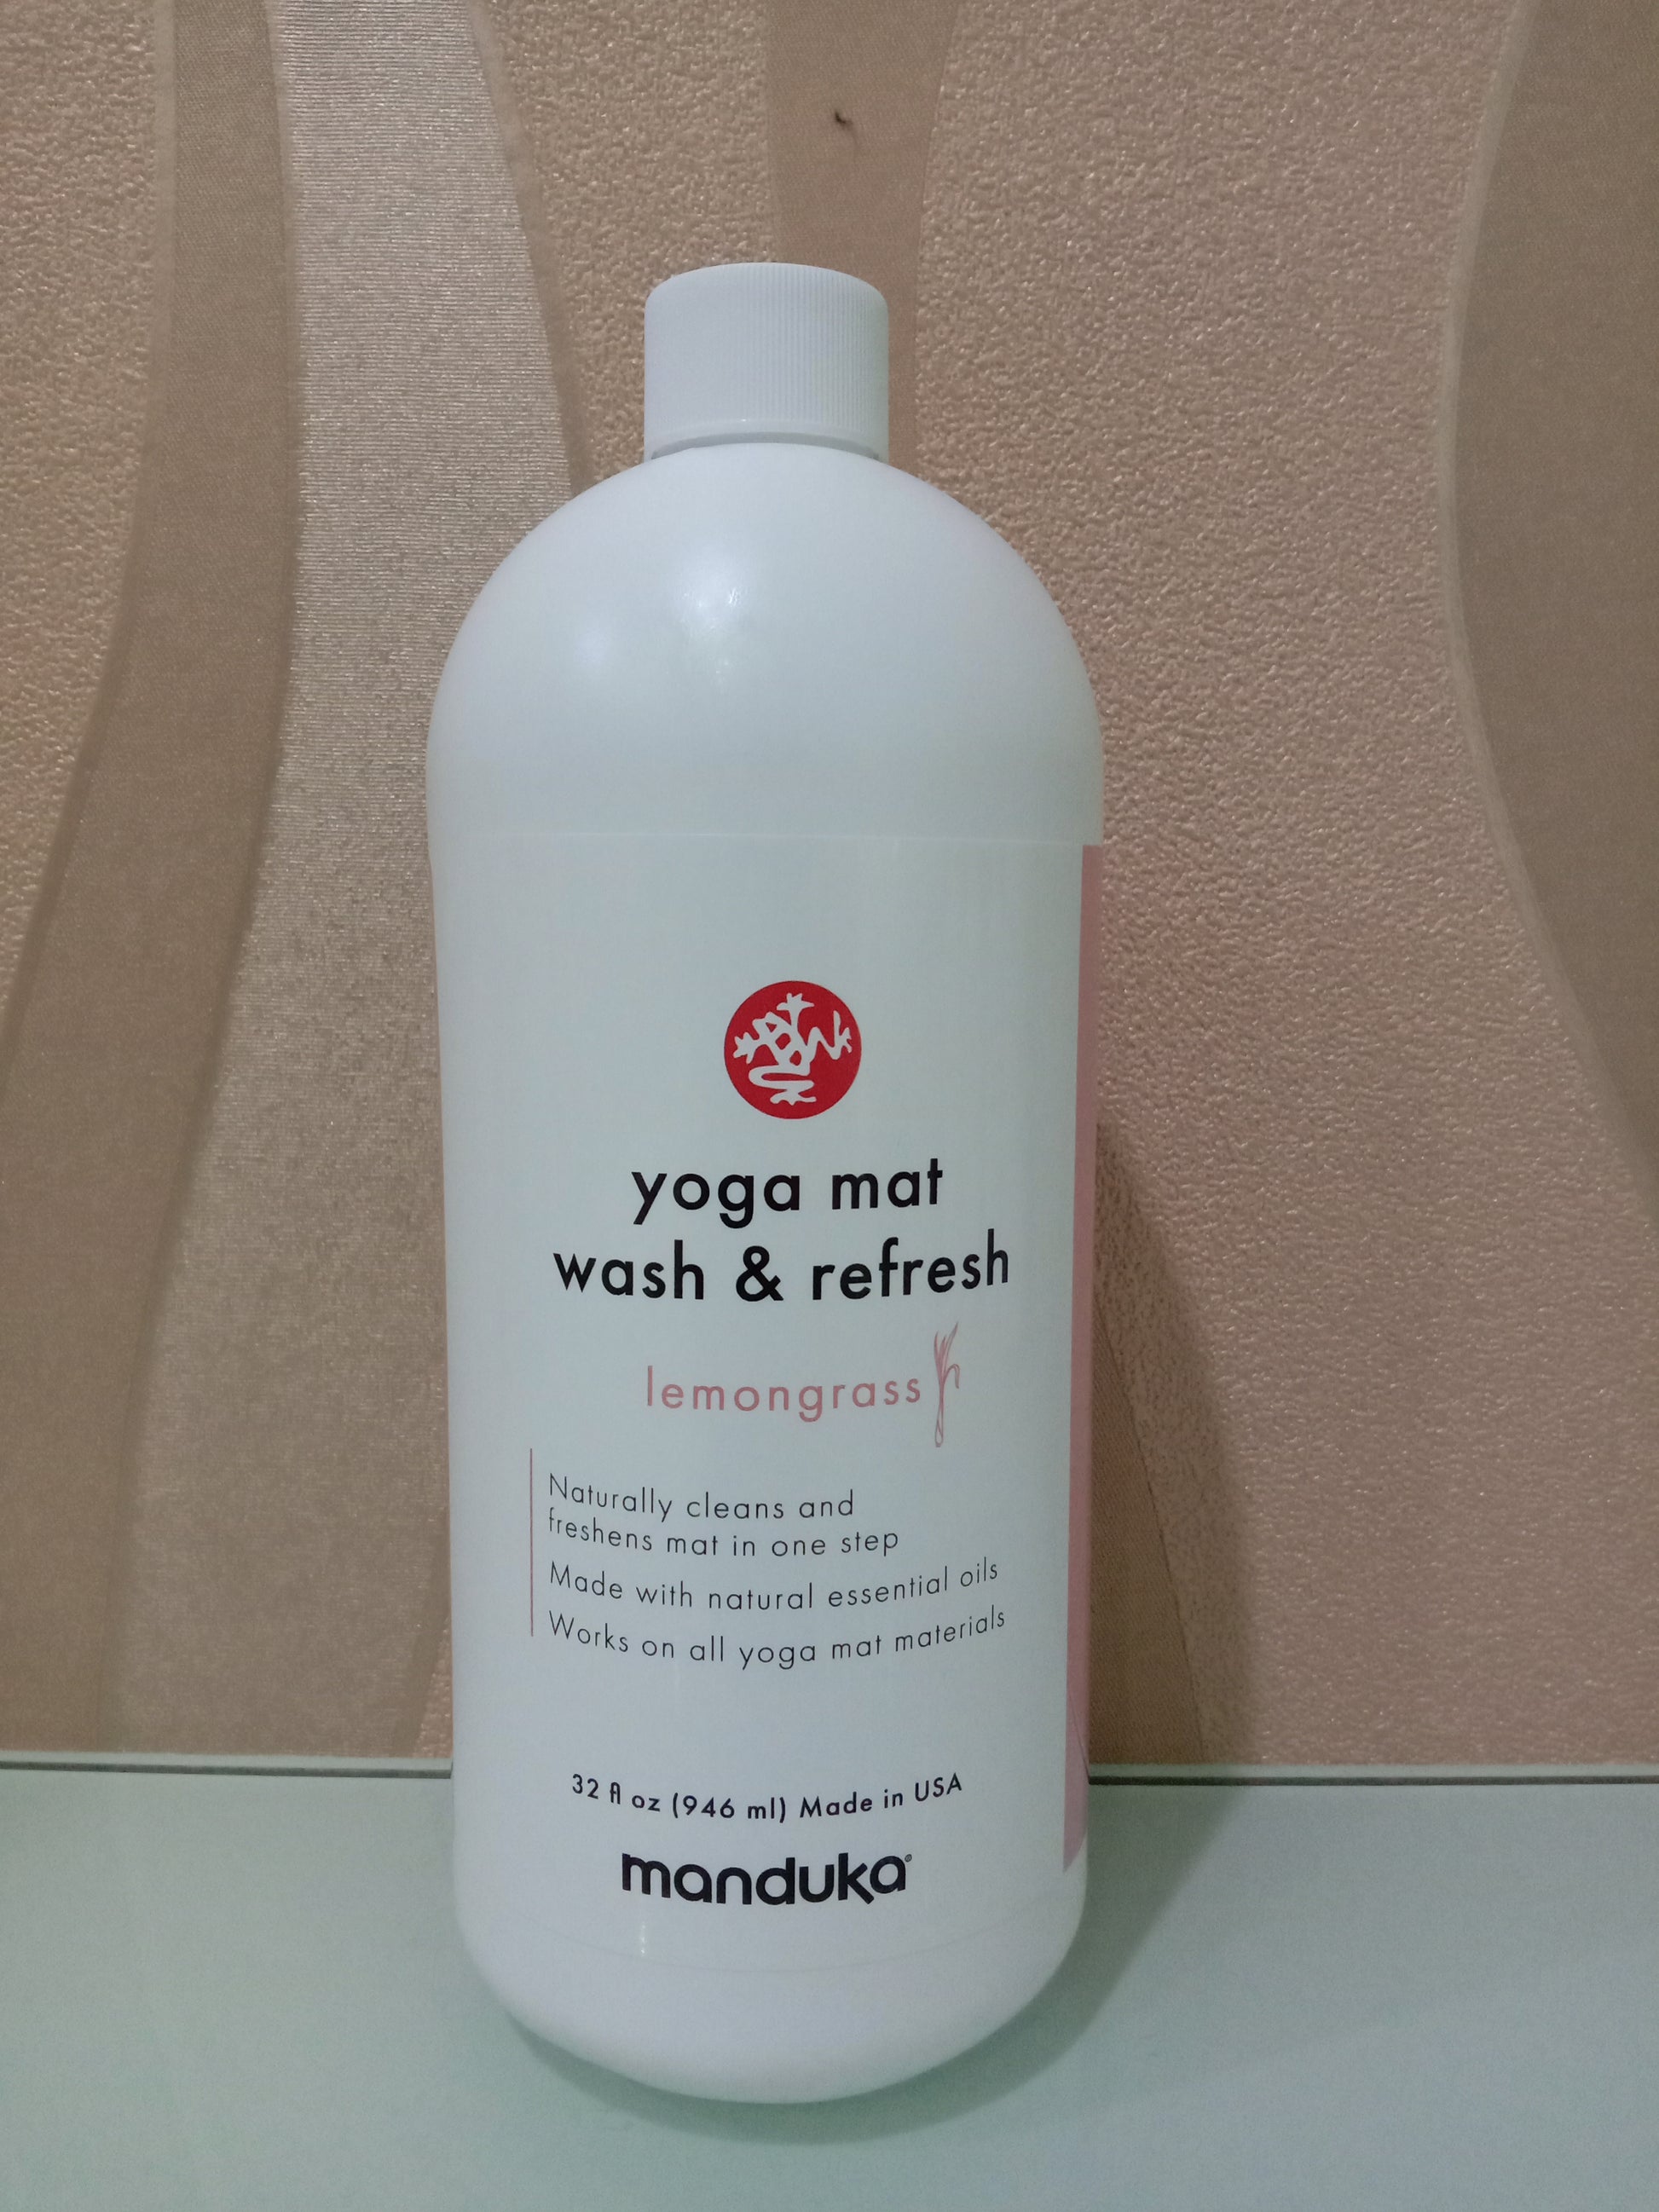 yoga mat
wash & refresh
lemongrass
Naturally cleans and
freshens mat in one step
Made with natural essential oils
Works on all yoga mat materials
32 fl oz (946 ml) Made in USA
manduka®